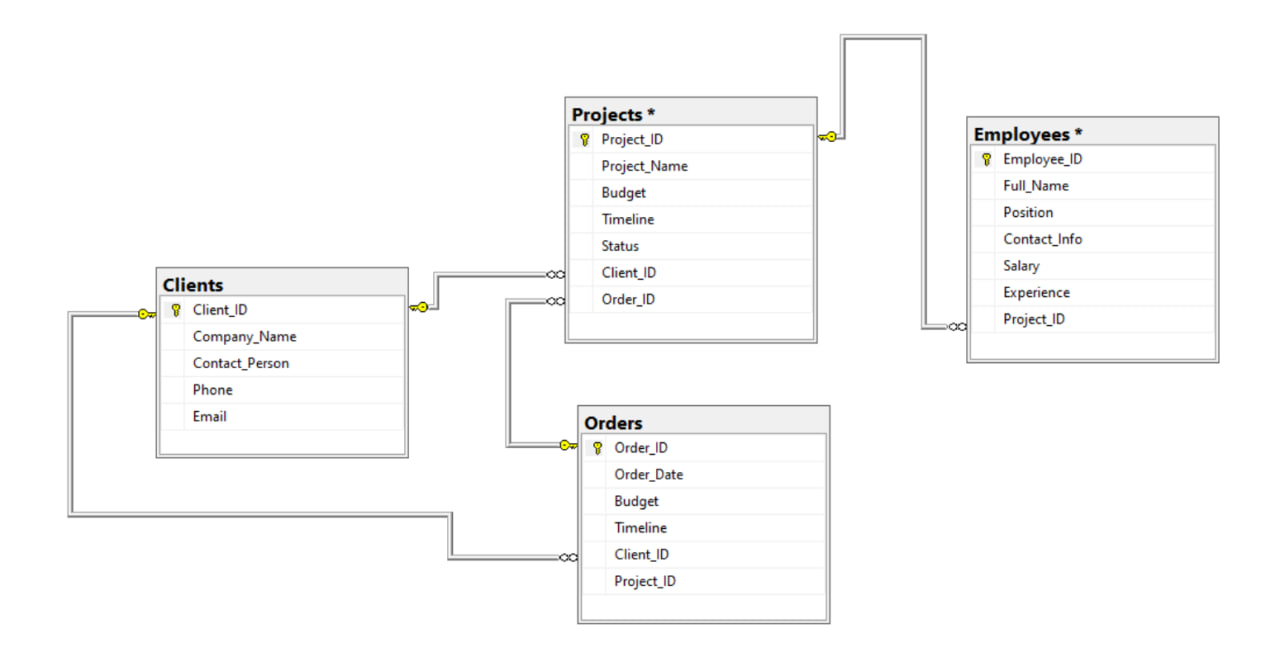 Projects *
Project_ID
Project_Name
Budget
Timeline
Status
Client_ID
Order_ID
Employees *
Employee_ID
Full_Name
Position
Contact_Info
Salary
Experience
Project_ID
Clients
Client_ID
Company_Name
Contact_Person
Phone
Email
Orders
Order_ID
Order_Date
Budget
Timeline
Client_ID
Project_ID